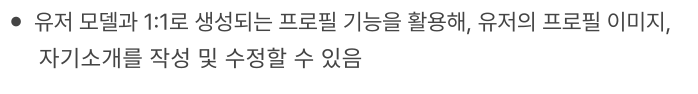 • 유저 모델과 1:1로 생성되는 프로필 기능을 활용해, 유저의 프로필 이미지,
자기소개를 작성 및 수정할 수 있음